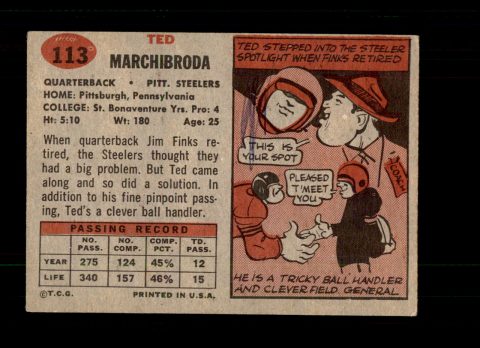 113
TED
MARCHIBRODA
QUARTERBACK • PITT. STEELERS
HOME: Pittsburgh, Pennsylvania
COLLEGE: St. Bonaventure Yrs. Pro: 4
Ht: 5:10 Wt: 180 Age: 25
When quarterback Jim Finks re-
tired, the Steelers thought they
had a big problem. But Ted came
along and so did a solution. In
addition to his fine pinpoint pass-
ing, Ted's a clever ball handler.
PASSING RECORD
NO. NO. COMP. TD.
PASS. COMP. PCT. PASS.
YEAR 275 124 45% 12
LIFE 340 157 46% 15
©T.C.G. PRINTED IN U.S.A.
TED STEPPED INTO THE STEELER
SPOTLIGHT WHEN FINKS RETIRED
THIS IS
YOUR SPOT
COACH
PLEASED
T'MEET
YOU
HE IS A TRICKY BALL HANDLER
AND CLEVER FIELD GENERAL